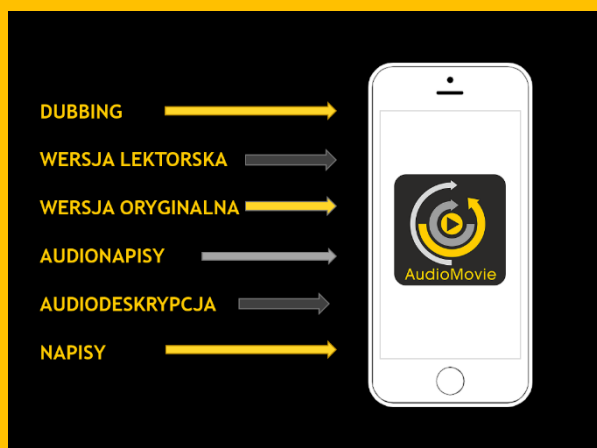 DUBBING
WERSJA LEKTORSKA
WERSJA ORYGINALNA
AUDIONAPISY
AUDIODESKRYPCJA
NAPISY
AudioMovie